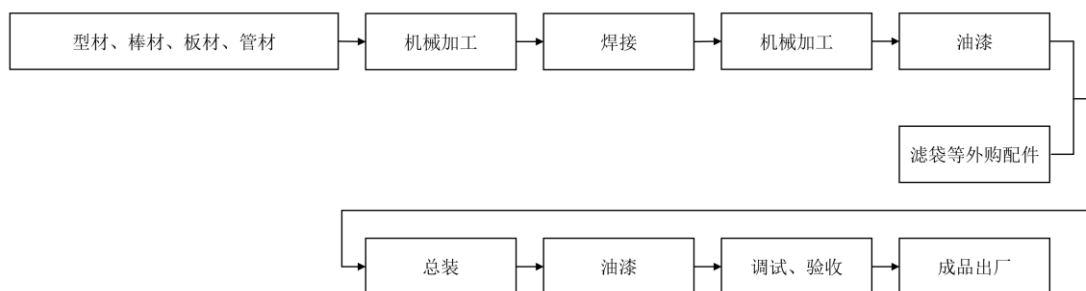 型材、棒材、板材、管材
机械加工
焊接
机械加工
油漆
滤袋等外购配件
总装
油漆
调试、验收
成品出厂